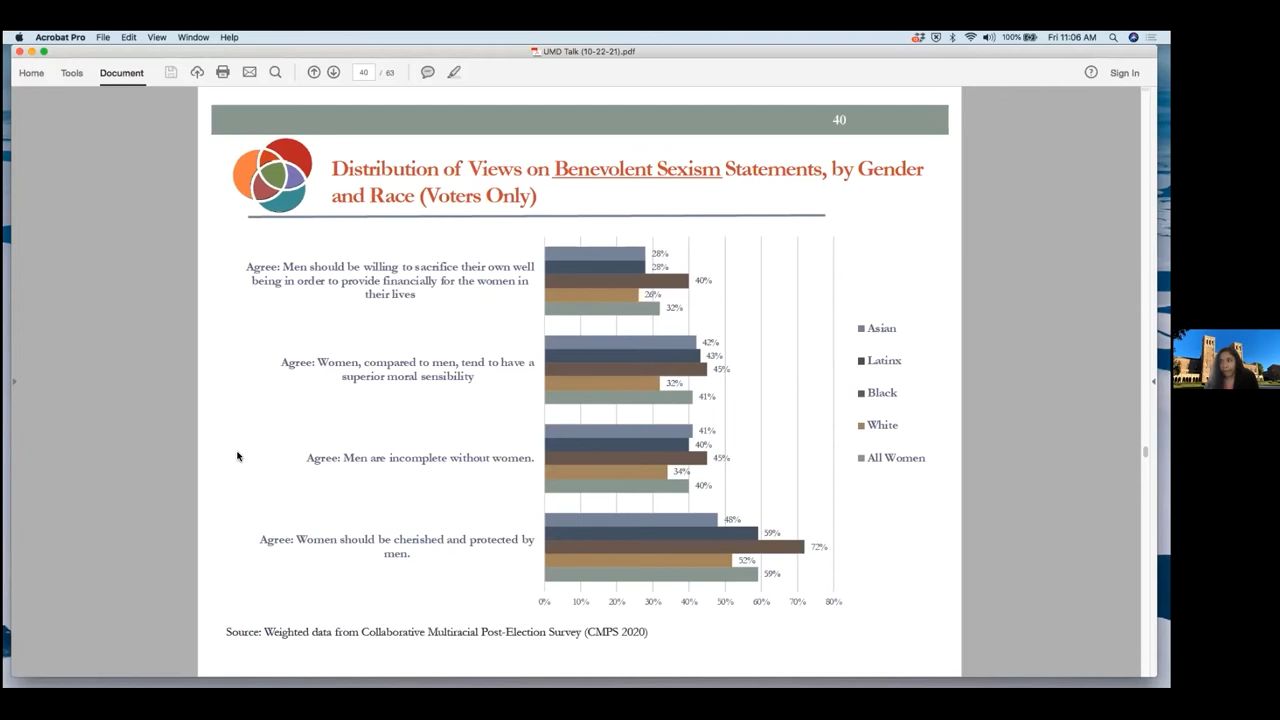 Acrobat Pro File Edit View Window Help 100% Fri 11:06 AM
UMD Talk (10-22-21).pdf
Home Tools Document 40 / 63 Sign In
40
Distribution of Views on Benevolent Sexism Statements, by Gender
and Race (Voters Only)
Agree: Men should be willing to sacrifice their own well
being in order to provide financially for the women in
their lives
28%
28%
40%
26%
32%
Agree: Women, compared to men, tend to have a
superior moral sensibility
42%
43%
45%
32%
41%
Agree: Men are incomplete without women.
41%
40%
45%
34%
40%
Agree: Women should be cherished and protected by
men.
48%
59%
72%
52%
59%
0% 10% 20% 30% 40% 50% 60% 70% 80%
Asian
Latinx
Black
White
All Women
Source: Weighted data from Collaborative Multiracial Post-Election Survey (CMPS 2020)